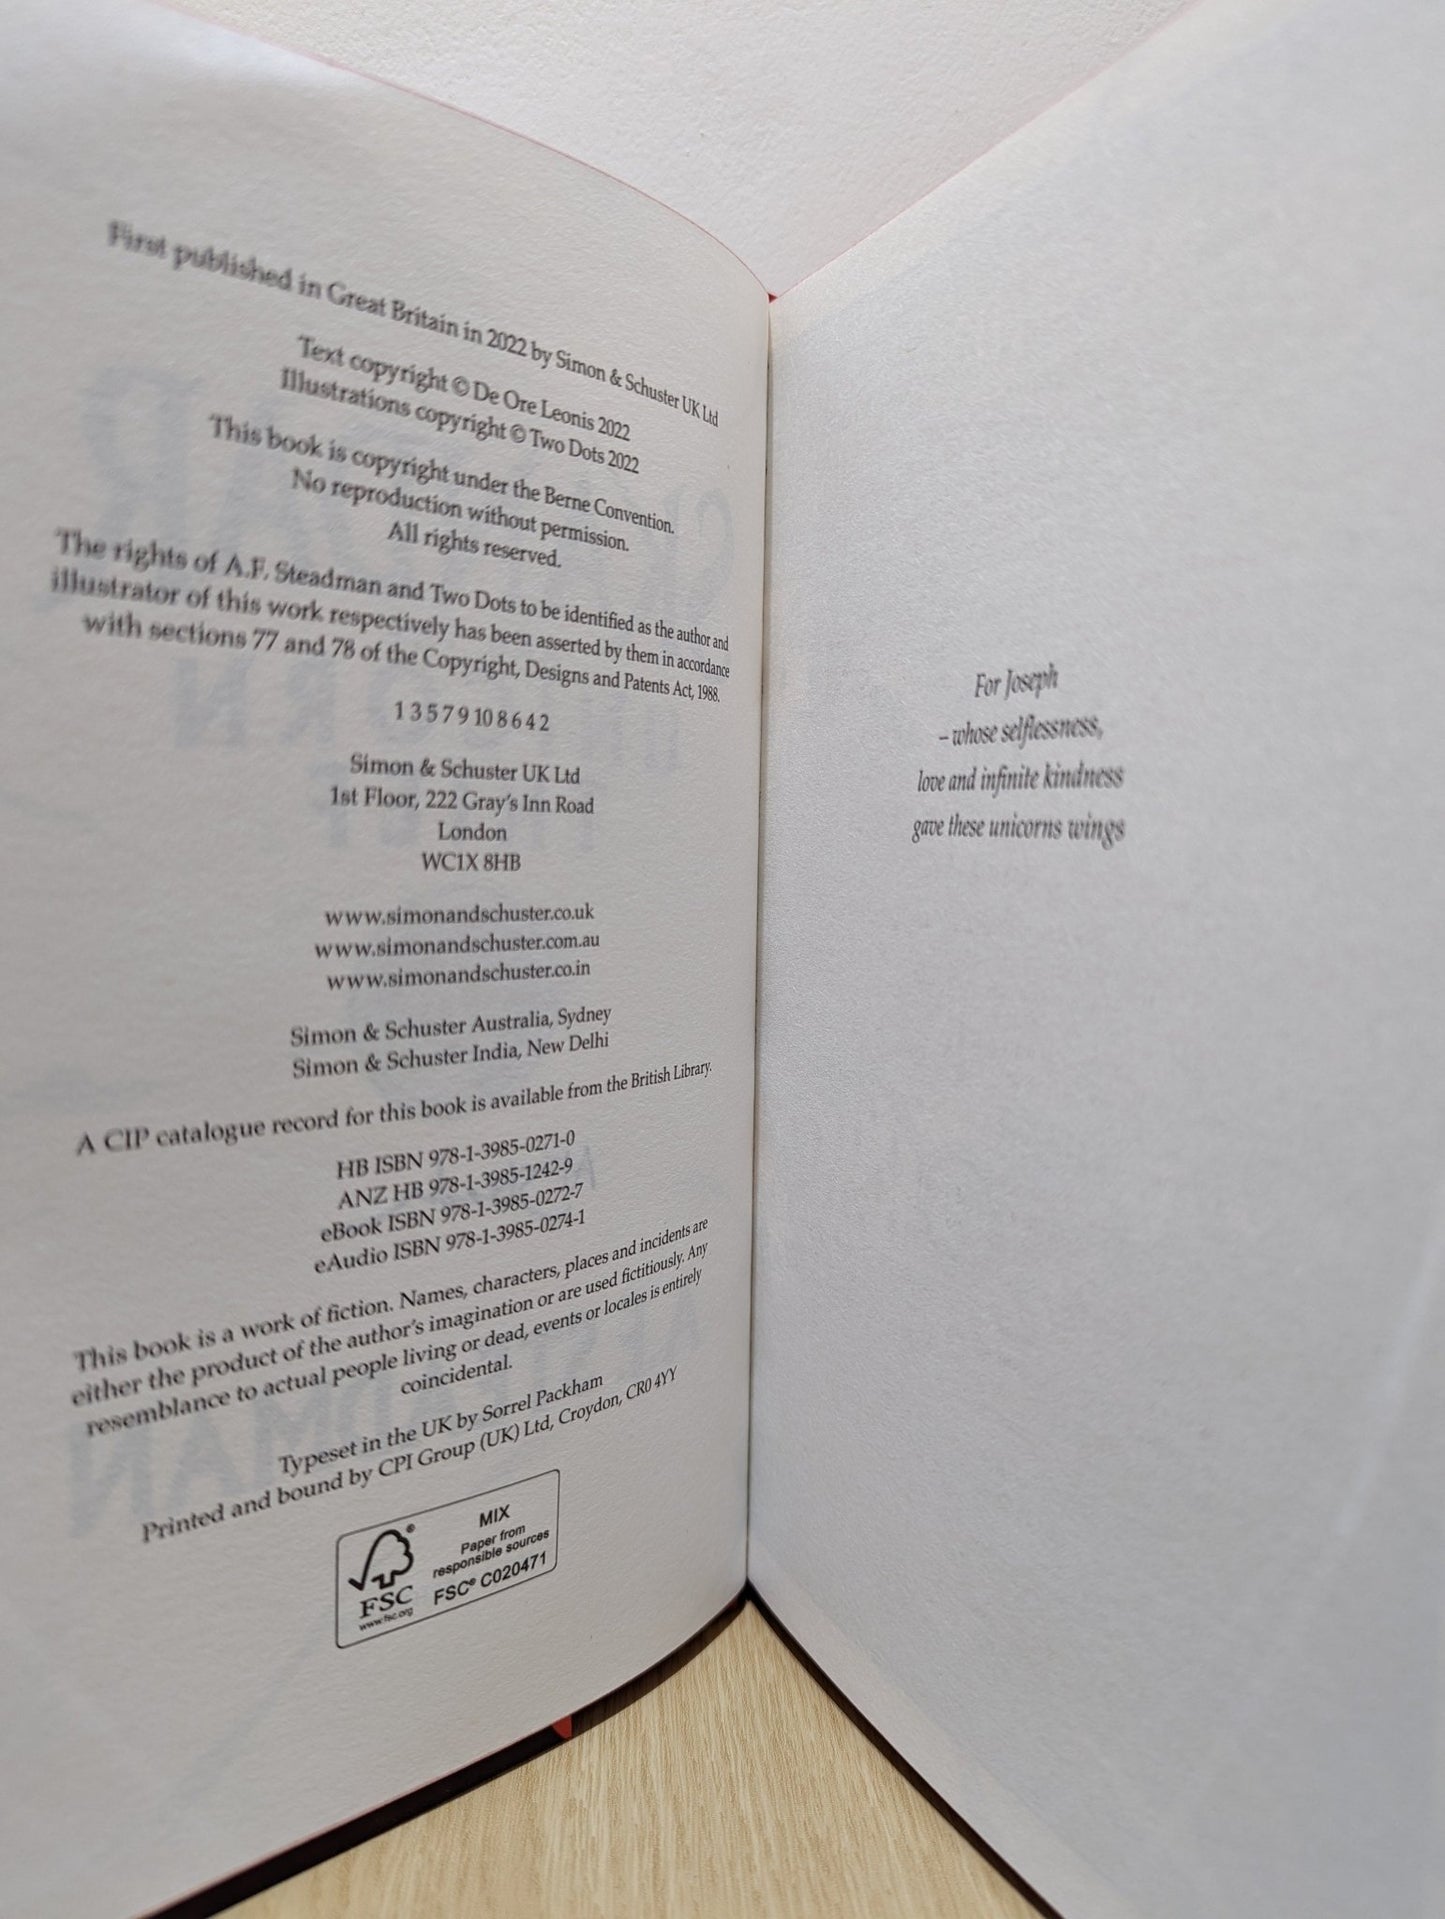 First published in Great Britain in 2022 by Simon & Schuster UK Ltd
Text copyright © De Ore Leonis 2022
Illustrations copyright © Two Dots 2022
This book is copyright under the Berne Convention.
No reproduction without permission.
All rights reserved.
The rights of A.F. Steadman and Two Dots to be identified as the author and
illustrator of this work respectively has been asserted by them in accordance
with sections 77 and 78 of the Copyright, Designs and Patents Act, 1988.
1 3 5 7 9 10 8 6 4 2
Simon & Schuster UK Ltd
1st Floor, 222 Gray's Inn Road
London
WC1X 8HB
www.simonandschuster.co.uk
www.simonandschuster.com.au
www.simonandschuster.co.in
Simon & Schuster Australia, Sydney
Simon & Schuster India, New Delhi
A CIP catalogue record for this book is available from the British Library.
HB ISBN 978-1-3985-0271-0
ANZ HB 978-1-3985-1242-9
eBook ISBN 978-1-3985-0272-7
eAudio ISBN 978-1-3985-0274-1
This book is a work of fiction. Names, characters, places and incidents are
either the product of the author's imagination or are used fictitiously. Any
resemblance to actual people living or dead, events or locales is entirely
coincidental.
Typeset in the UK by Sorrel Packham
Printed and bound by CPI Group (UK) Ltd, Croydon, CR0 4YY
FSC
www.fsc.org
MIX
Paper from
responsible sources
FSC® C020471
For Joseph
– whose selflessness,
love and infinite kindness
gave these unicorns wings